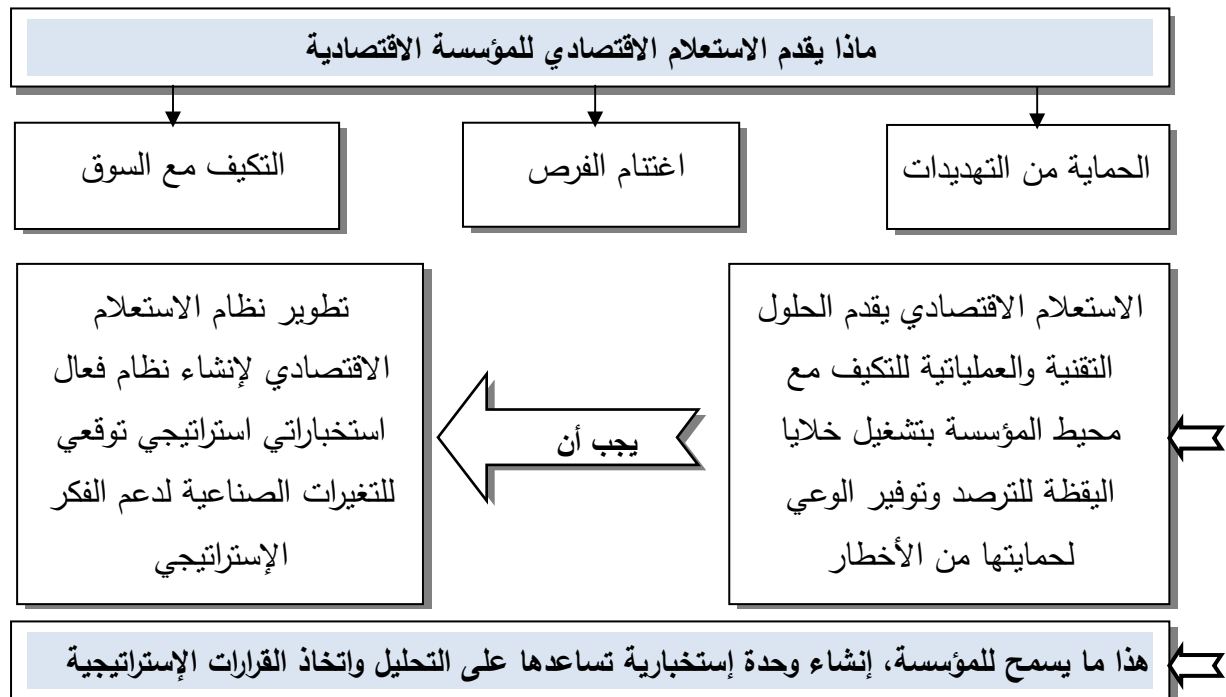 ماذا يقدم الاستعلام الاقتصادي للمؤسسة الاقتصادية
الحماية من التهديدات
اغتنام الفرص
التكيف مع السوق
الاستعلام الاقتصادي يقدم الحلول
التقنية والعملياتية للتكيف مع
محيط المؤسسة بتشغيل خلايا
اليقظة للترصد وتوفير الوعي
لحمايتها من الأخطار
يجب أن
تطوير نظام الاستعلام
الاقتصادي لإنشاء نظام فعال
استخباراتي استراتيجي توقعي
للتغيرات الصناعية لدعم الفكر
الإستراتيجي
هذا ما يسمح للمؤسسة، إنشاء وحدة إستخبارية تساعدها على التحليل واتخاذ القرارات الإستراتيجية